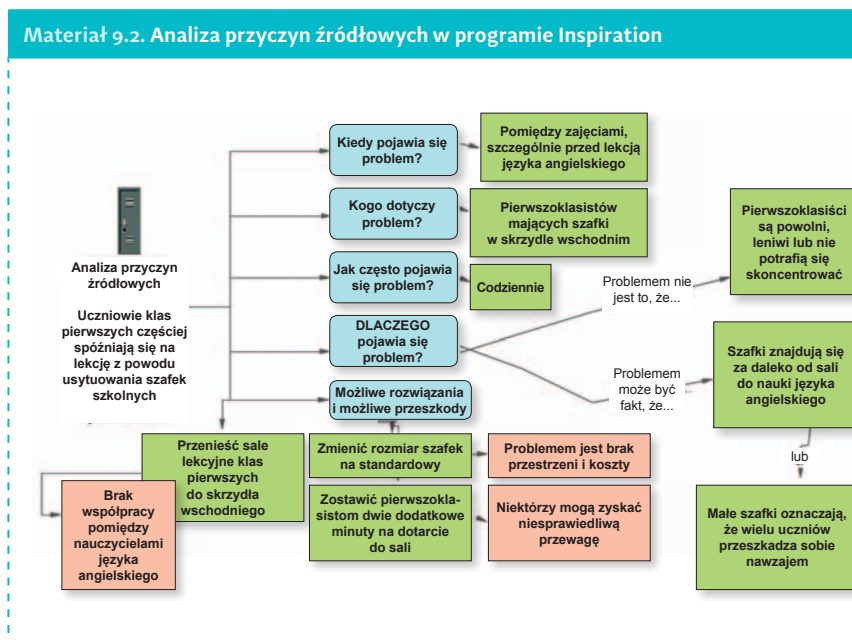 Materiał 9.2. Analiza przyczyn źródłowych w programie Inspiration
Analiza przyczyn
źródłowych
Uczniowie klas
pierwszych częściej
spóźniają się na
lekcję z powodu
usytuowania szafek
szkolnych
Kiedy pojawia się
problem?
Pomiędzy zajęciami,
szczególnie przed lekcją
języka angielskiego
Kogo dotyczy
problem?
Pierwszoklasistów
mających szafki
w skrzydle wschodnim
Jak często pojawia
się problem?
Codziennie
DLACZEGO
pojawia się
problem?
Problemem nie
jest to, że...
Pierwszoklasiści
są powolni,
leniwi lub nie
potrafią się
skoncentrować
Problemem
może być
fakt, że...
Szafki znajdują się
za daleko od sali
do nauki języka
angielskiego
lub
Małe szafki oznaczają,
że wielu uczniów
przeszkadza sobie
nawzajem
Możliwe rozwiązania
i możliwe przeszkody
Przenieść sale
lekcyjne klas
pierwszych
do skrzydła
wschodniego
Brak
współpracy
pomiędzy
nauczycielami
języka
angielskiego
Zmienić rozmiar szafek
na standardowy
Problemem jest brak
przestrzeni i koszty
Zostawić pierwszokla-
sistom dwie dodatkowe
minuty na dotarcie
do sali
Niektórzy mogą zyskać
niesprawiedliwą
przewagę